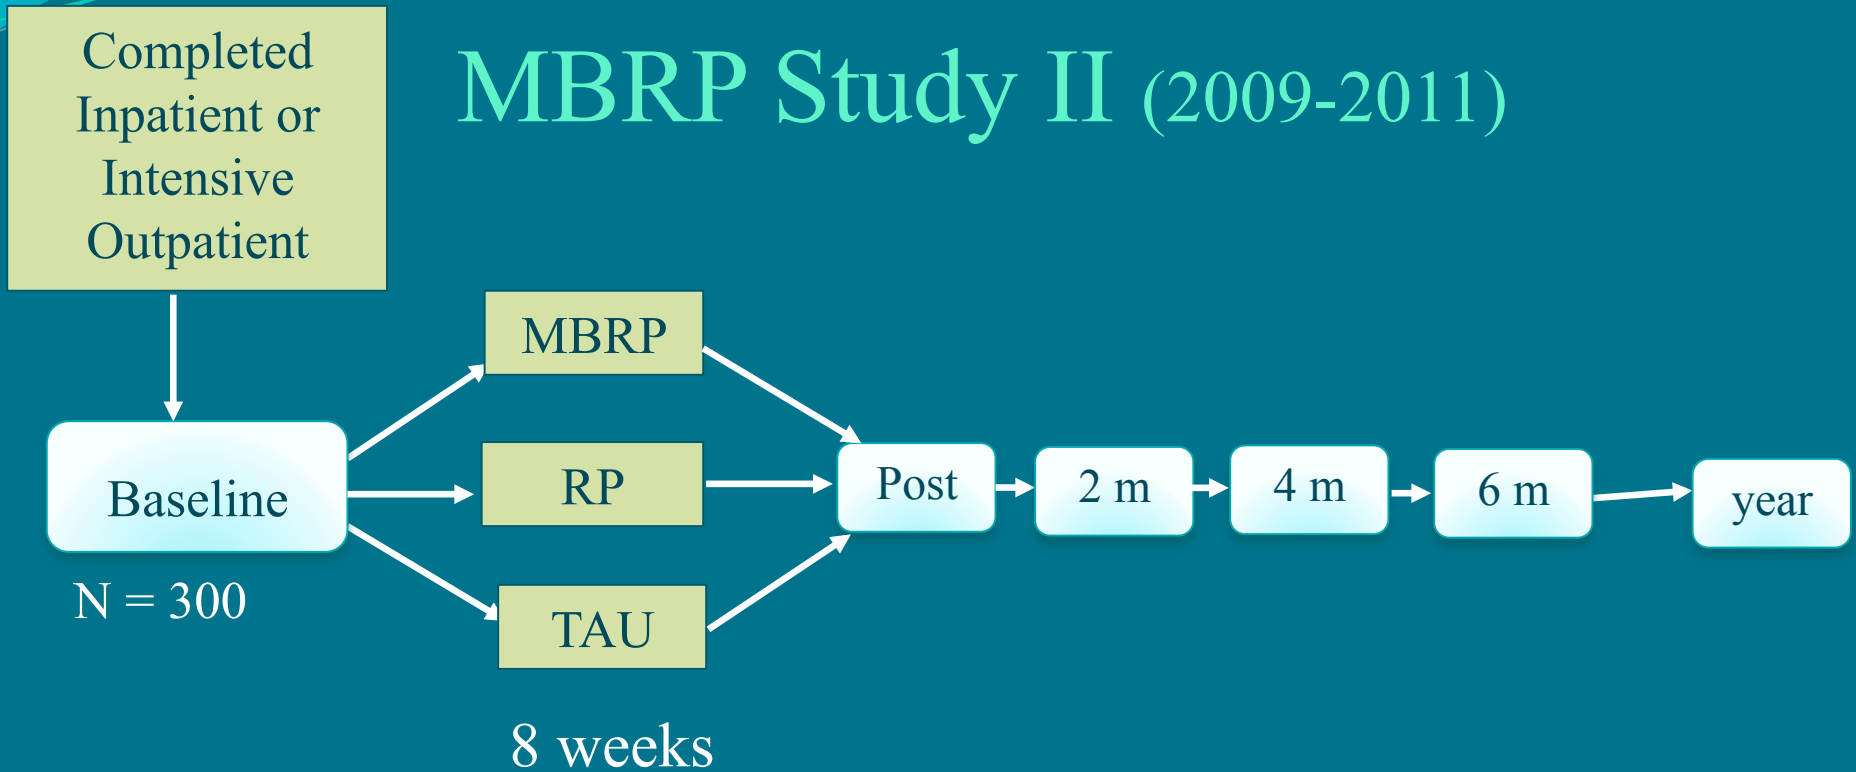 Completed
Inpatient or
Intensive
Outpatient
MBRP Study II (2009-2011)
MBRP
Baseline
RP
Post
2 m
4 m
6 m
year
N = 300
TAU
8 weeks